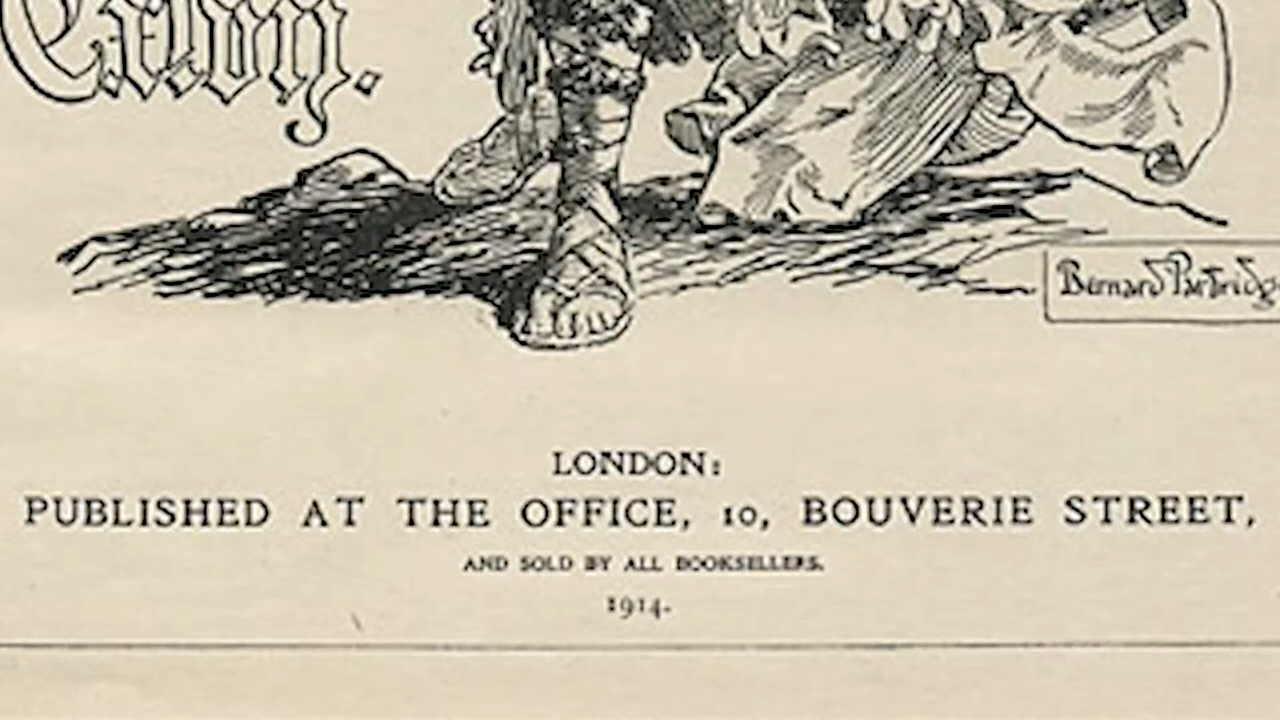 Bernard Partridge
LONDON:
PUBLISHED AT THE OFFICE, 10, BOUVERIE STREET,
AND SOLD BY ALL BOOKSELLERS.
1914.